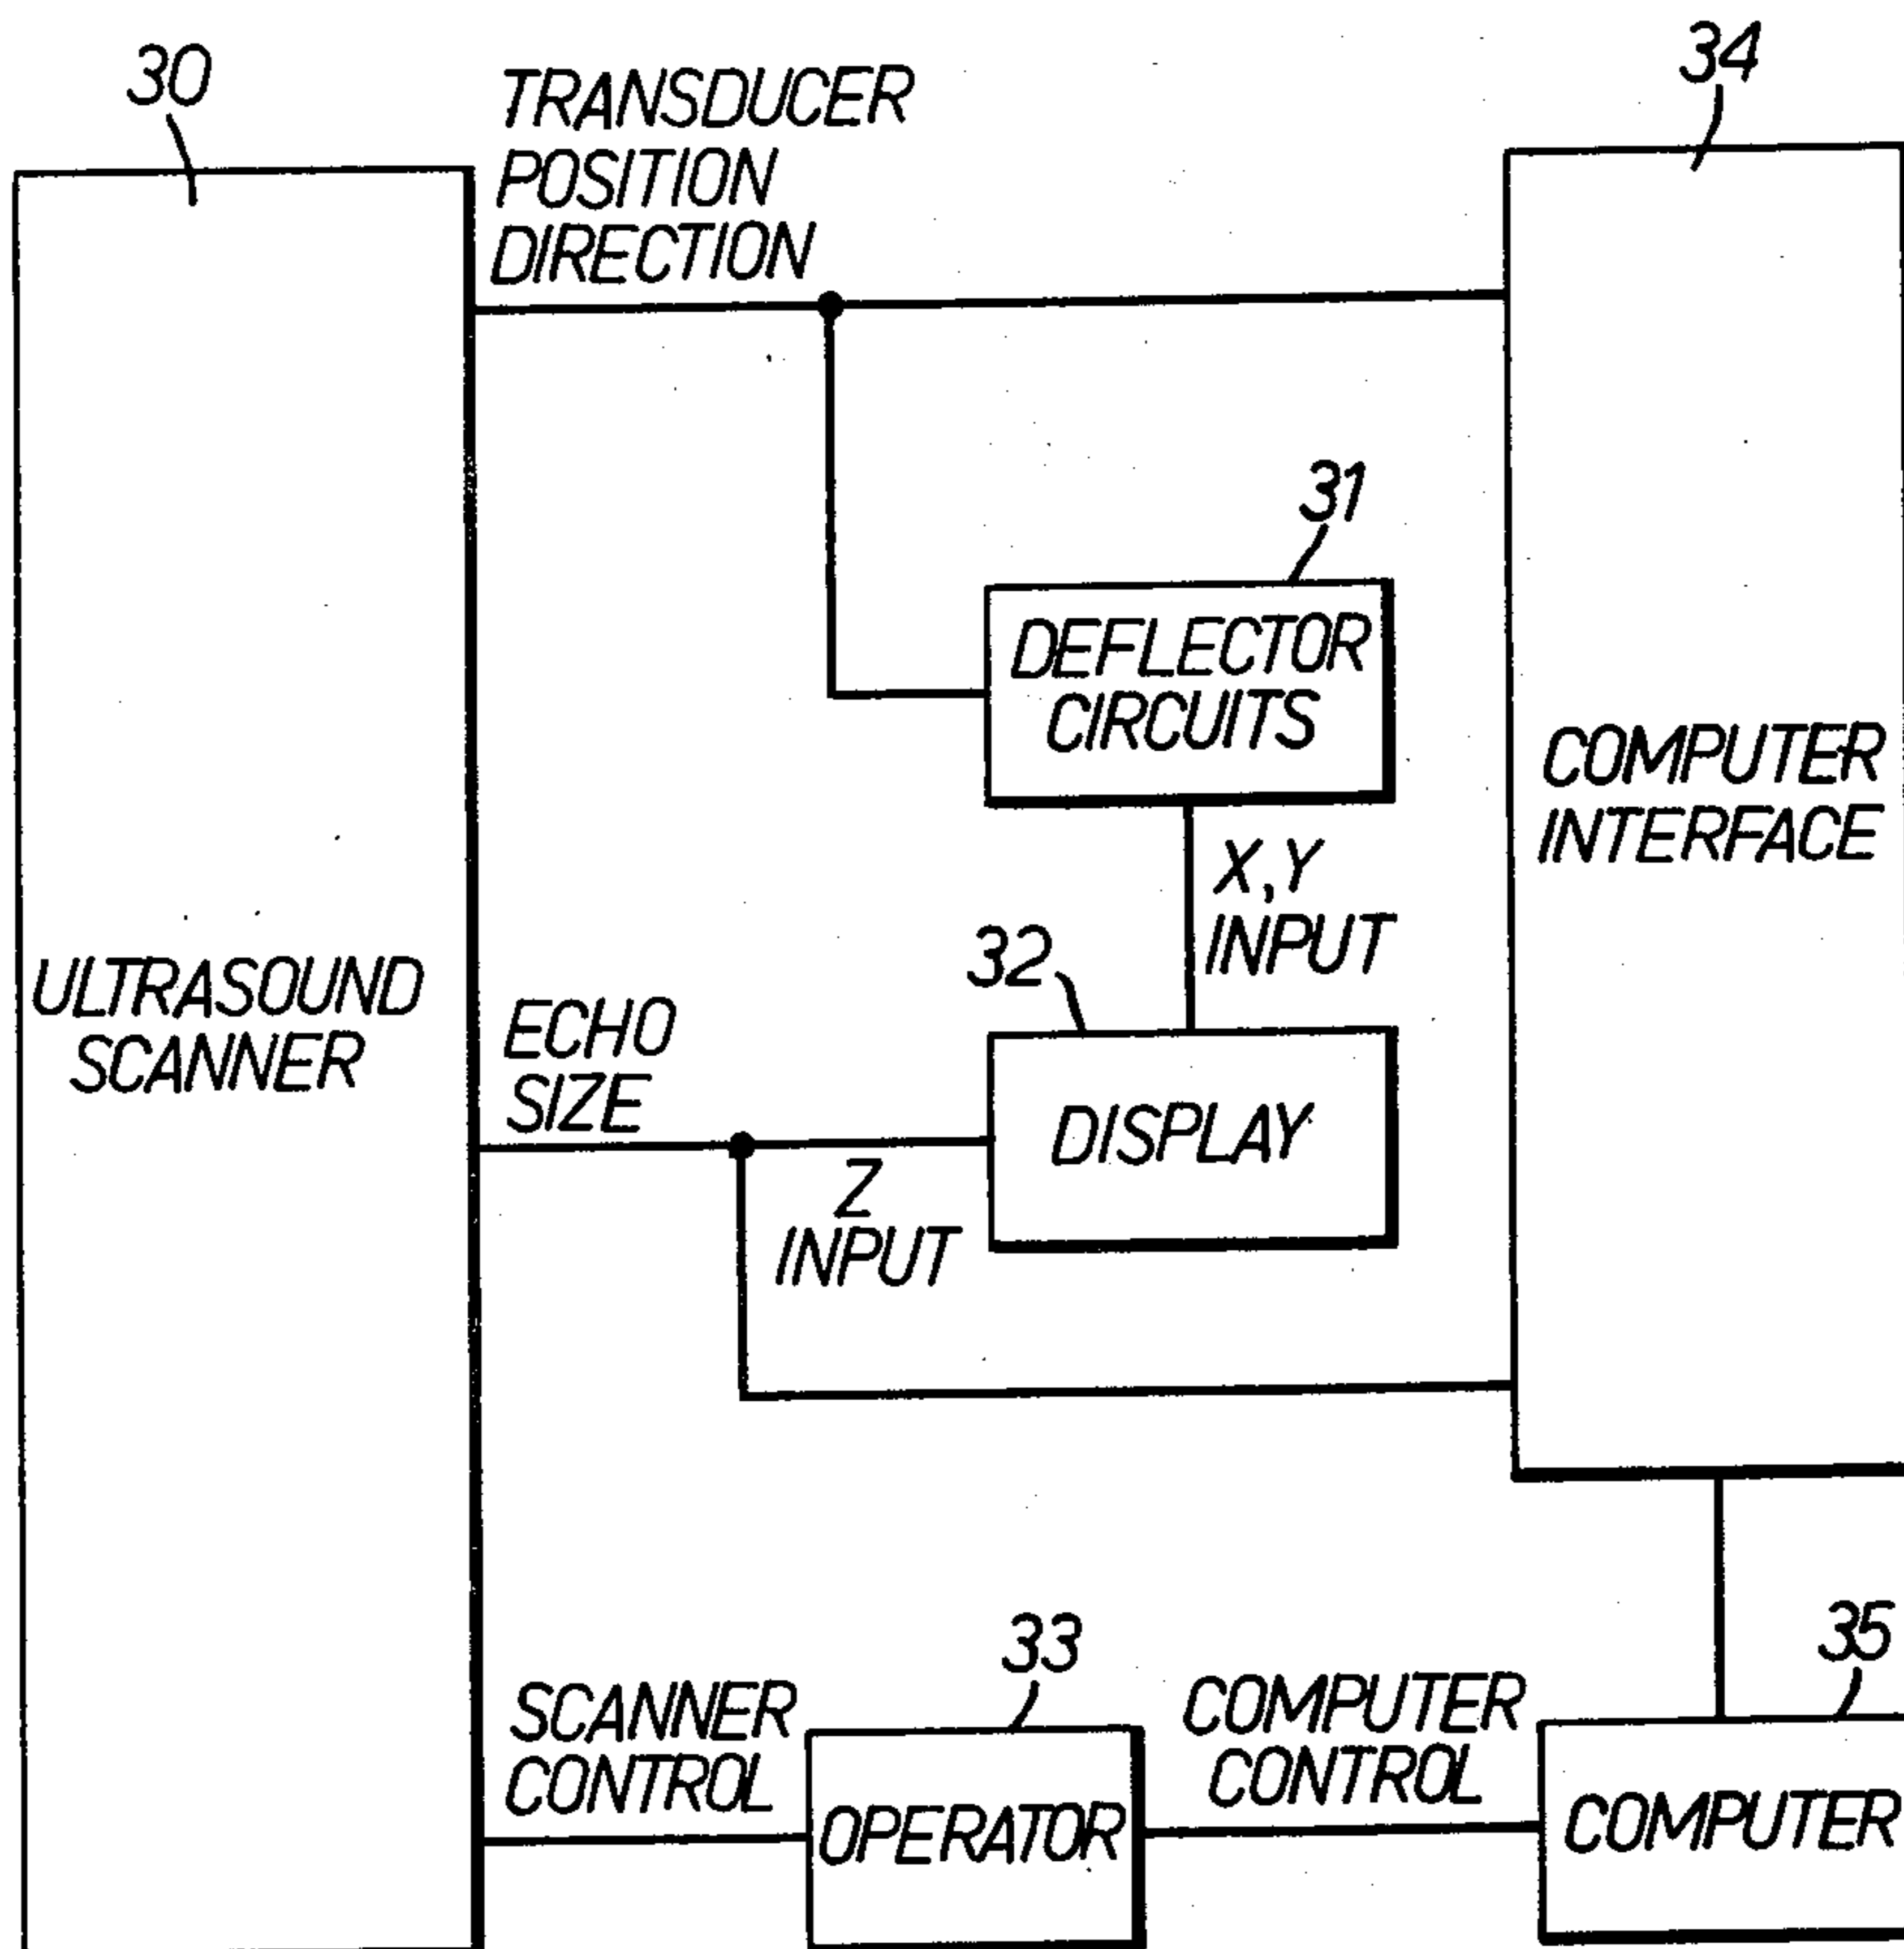 30
34
TRANSDUCER
POSITION
DIRECTION
31
DEFLECTOR
CIRCUITS
COMPUTER
INTERFACE
X,Y
INPUT
32
ULTRASOUND
SCANNER
ECHO
SIZE
DISPLAY
Z
INPUT
33
35
SCANNER
CONTROL
COMPUTER
CONTROL
OPERATOR
COMPUTER